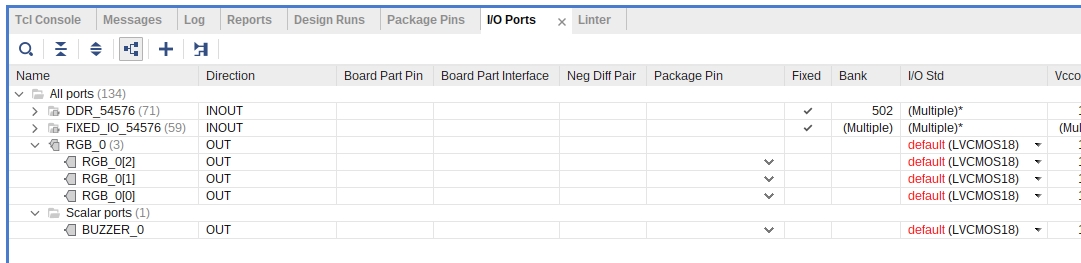 Tcl Console Messages Log Reports Design Runs Package Pins I/O Ports × Linter
Name Direction Board Part Pin Board Part Interface Neg Diff Pair Package Pin Fixed Bank I/O Std Vcco
All ports (134)
DDR_54576 (71) INOUT 502 (Multiple)* 1
FIXED_IO_54576 (59) INOUT (Multiple) (Multiple)* (Mul
RGB_0 (3) OUT default (LVCMOS18) 1
RGB_0[2] OUT default (LVCMOS18) 1
RGB_0[1] OUT default (LVCMOS18) 1
RGB_0[0] OUT default (LVCMOS18) 1
Scalar ports (1)
BUZZER_0 OUT default (LVCMOS18) 1